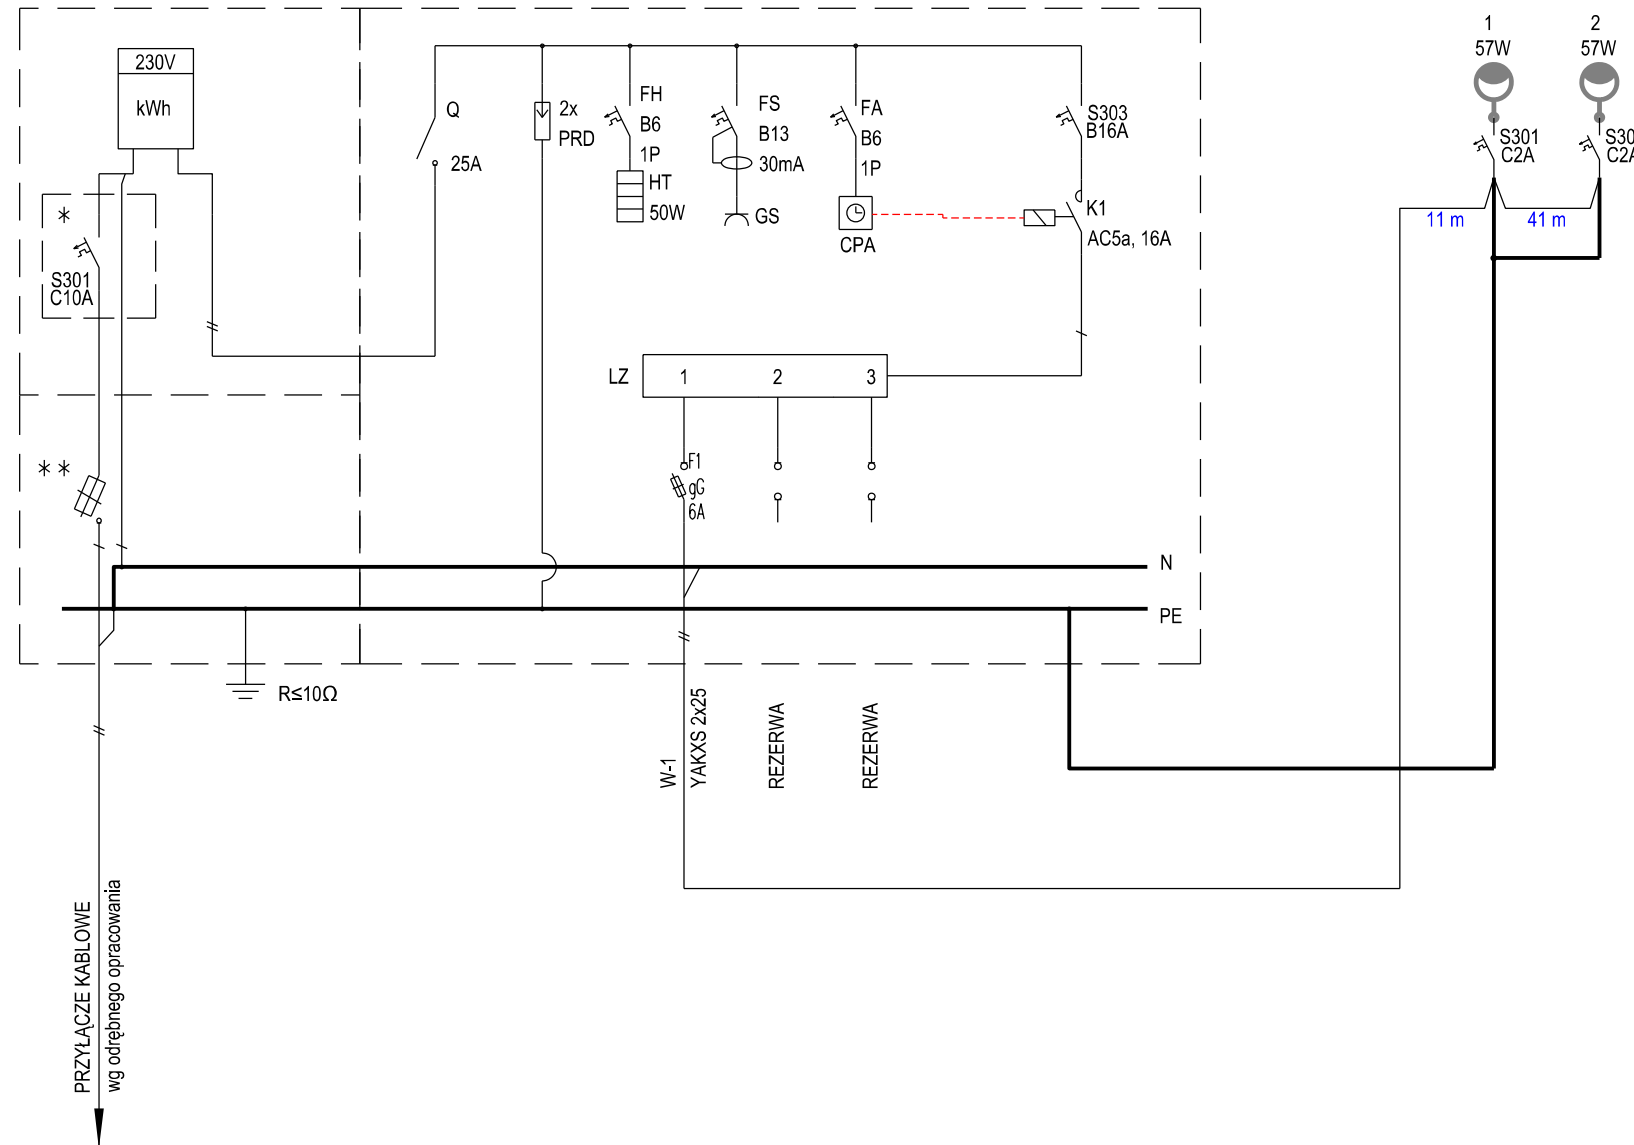 230V
kWh
*
S301
C10A
**
Q
25A
2x
PRD
FH
B6
1P
HT
50W
FS
B13
30mA
GS
FA
B6
1P
CPA
S303
B16A
K1
AC5a, 16A
LZ
1
2
3
F1
gG
6A
N
PE
R≤10Ω
W-1
YAKXS 2x25
REZERWA
REZERWA
PRZYŁĄCZE KABLOWE
wg odrębnego opracowania
1
57W
S301
C2A
2
57W
S30
C2A
11 m
41 m